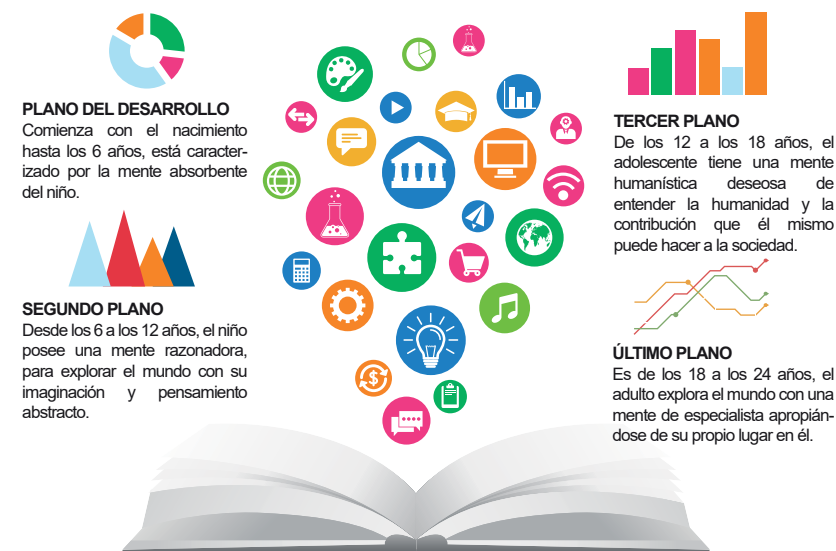 PLANO DEL DESARROLLO
Comienza con el nacimiento
hasta los 6 años, está caracter-
izado por la mente absorbente
del niño.
SEGUNDO PLANO
Desde los 6 a los 12 años, el niño
posee una mente razonadora,
para explorar el mundo con su
imaginación y pensamiento
abstracto.
TERCER PLANO
De los 12 a los 18 años, el
adolescente tiene una mente
humanística deseosa de
entender la humanidad y la
contribución que él mismo
puede hacer a la sociedad.
ÚLTIMO PLANO
Es de los 18 a los 24 años, el
adulto explora el mundo con una
mente de especialista apropián-
dose de su propio lugar en él.